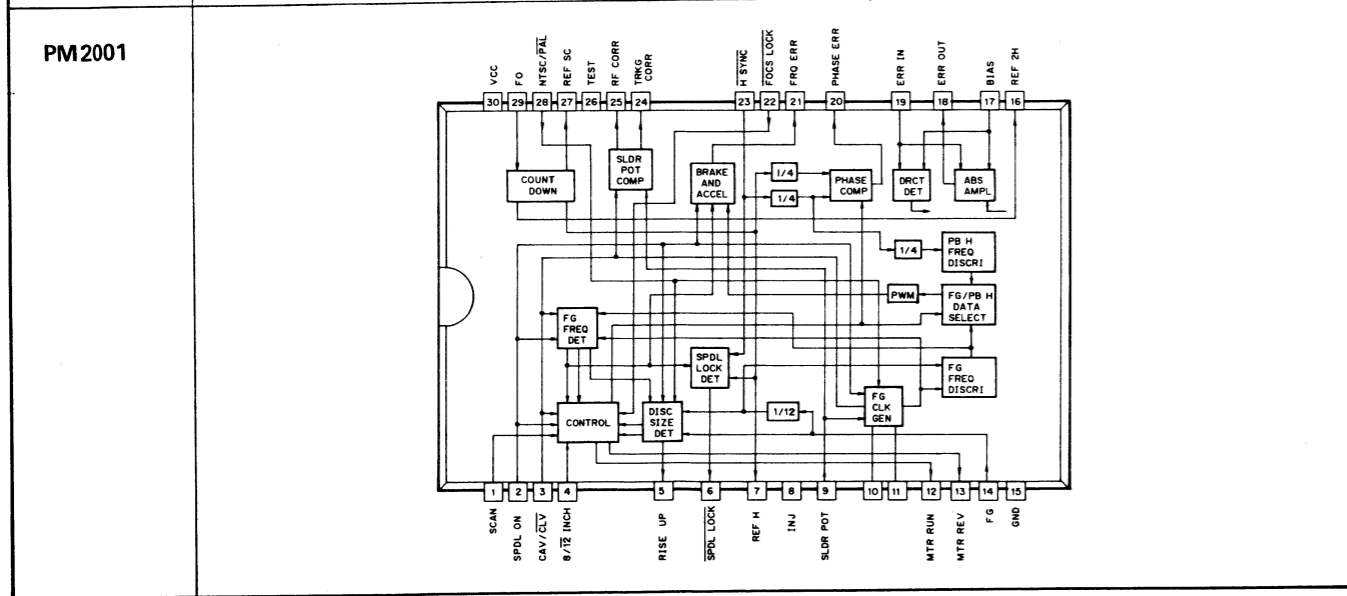 PM2001
VCC
FO
NTSC/PAL
REF SC
TEST
RF CORR
TRKG
CORR
H SYNC
FOCS LOCK
FRQ ERR
PHASE ERR
ERR IN
ERR OUT
BIAS
REF 2H
30
29
28
27
26
25
24
23
22
21
20
19
18
17
16
COUNT
DOWN
SLDR
POT
COMP
BRAKE
AND
ACCEL
1/4
1/4
PHASE
COMP
DRCT
DET
ABS
AMPL
1/4
PB H
FREQ
DISCRI
PWM
FG/PB H
DATA
SELECT
FG
FREQ
DET
SPDL
LOCK
DET
FG
FREQ
DISCRI
CONTROL
DISC
SIZE
DET
1/12
FG
CLK
GEN
1
2
3
4
5
6
7
8
9
10
11
12
13
14
15
SCAN
SPDL ON
CAV/CLV
8/12 INCH
RISE UP
SPDL LOCK
REF H
INJ
SLDR POT
MTR RUN
MTR REV
FG
GND